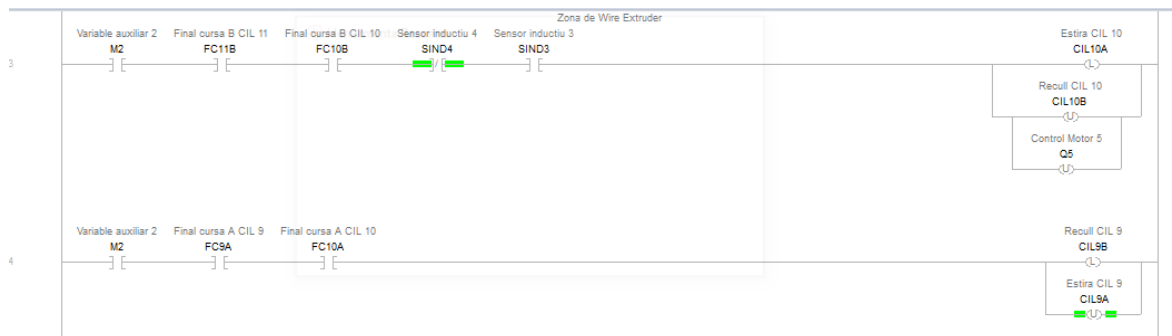 Zona de Wire Extruder
Variable auxiliar 2 Final cursa B CIL 11 Final cursa B CIL 10 Sensor inductiu 4 Sensor inductiu 3 Estira CIL 10
M2 FC11B FC10B SIND4 SIND3 CIL10A
3 L
Recull CIL 10
CIL10B
U
Control Motor 5
Q5
U
Variable auxiliar 2 Final cursa A CIL 9 Final cursa A CIL 10 Recull CIL 9
M2 FC9A FC10A CIL9B
4 L
Estira CIL 9
CIL9A
U